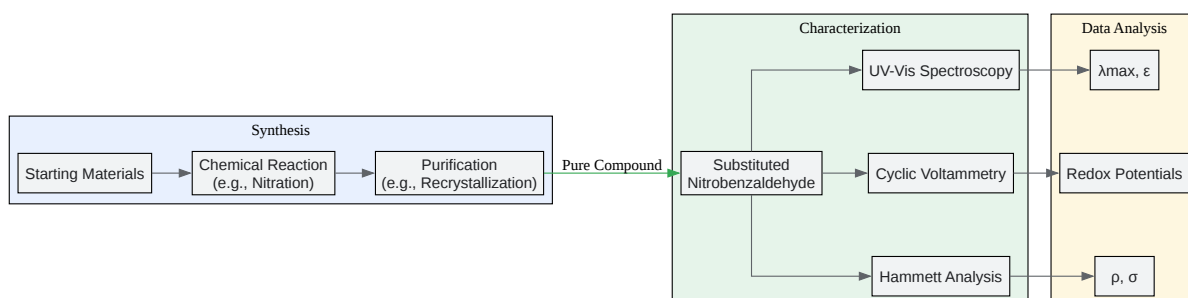 Synthesis
Starting Materials
Chemical Reaction
(e.g., Nitration)
Purification
(e.g., Recrystallization)
Pure Compound
Characterization
Substituted
Nitrobenzaldehyde
UV-Vis Spectroscopy
Cyclic Voltammetry
Hammett Analysis
Data Analysis
λmax, ε
Redox Potentials
ρ, σ